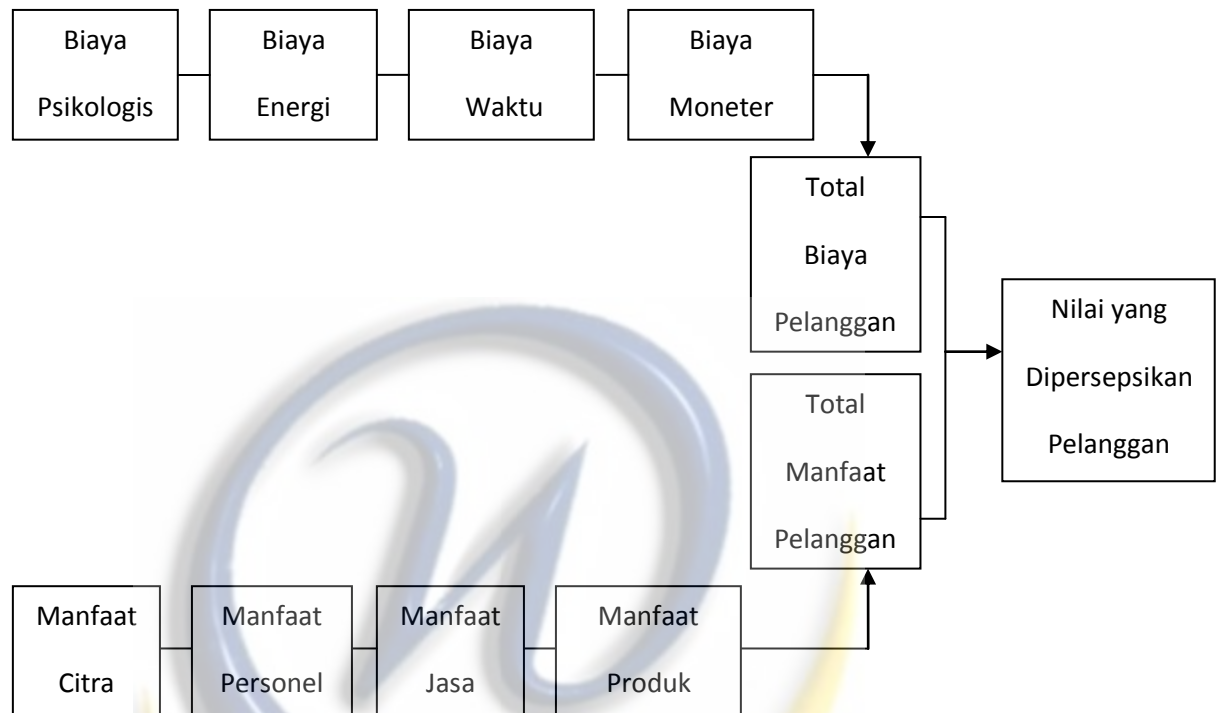 Biaya
Psikologis
Biaya
Energi
Biaya
Waktu
Biaya
Moneter
Total
Biaya
Pelanggan
Nilai yang
Dipersepsikan
Pelanggan
Total
Manfaat
Pelanggan
Manfaat
Citra
Manfaat
Personel
Manfaat
Jasa
Manfaat
Produk